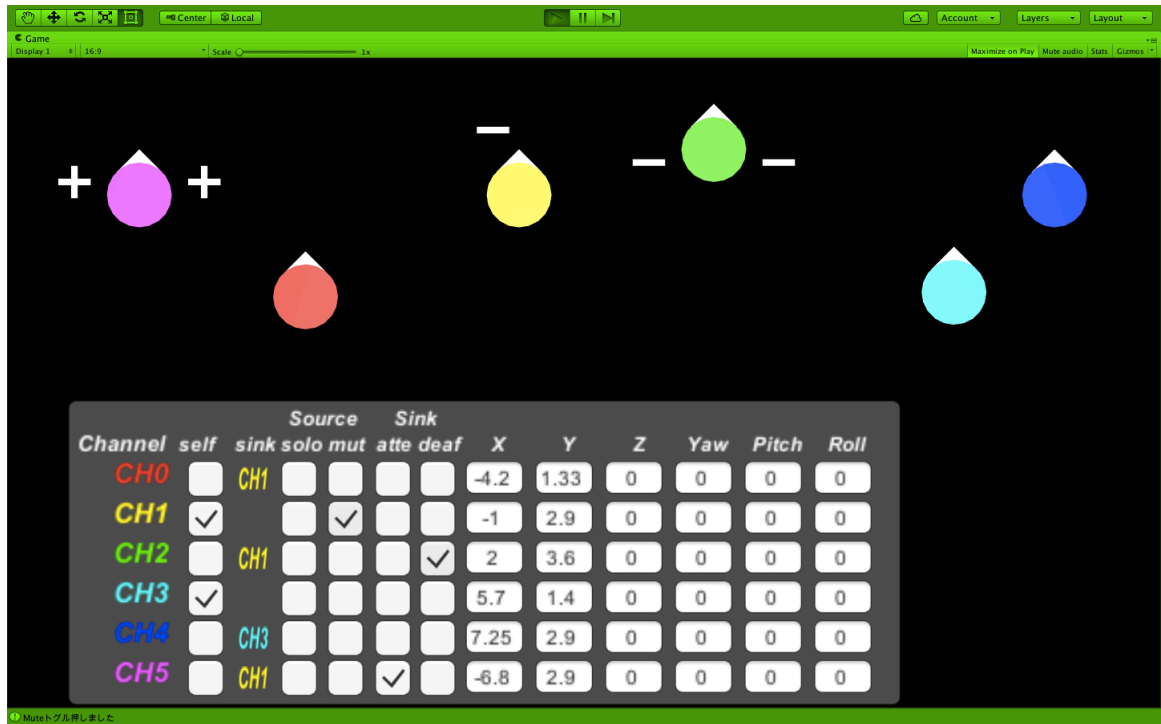 Center Local Account Layers Layout
Game
Display 1 16:9 Scale 1x Maximize on Play Mute audio Stats Gizmos
Source Sink
Channel self sink solo mut atte deaf X Y Z Yaw Pitch Roll
CH0 CH1 -4.2 1.33 0 0 0 0
CH1 -1 2.9 0 0 0 0
CH2 CH1 2 3.6 0 0 0 0
CH3 5.7 1.4 0 0 0 0
CH4 CH3 7.25 2.9 0 0 0 0
CH5 CH1 -6.8 2.9 0 0 0 0
Muteトグル押しました